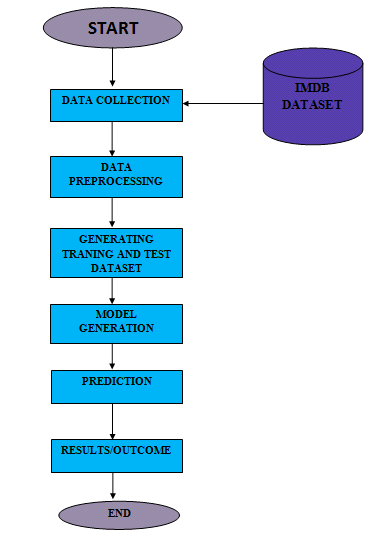 START
DATA COLLECTION
IMDB
DATASET
DATA
PREPROCESSING
GENERATING
TRANING AND TEST
DATASET
MODEL
GENERATION
PREDICTION
RESULTS/OUTCOME
END